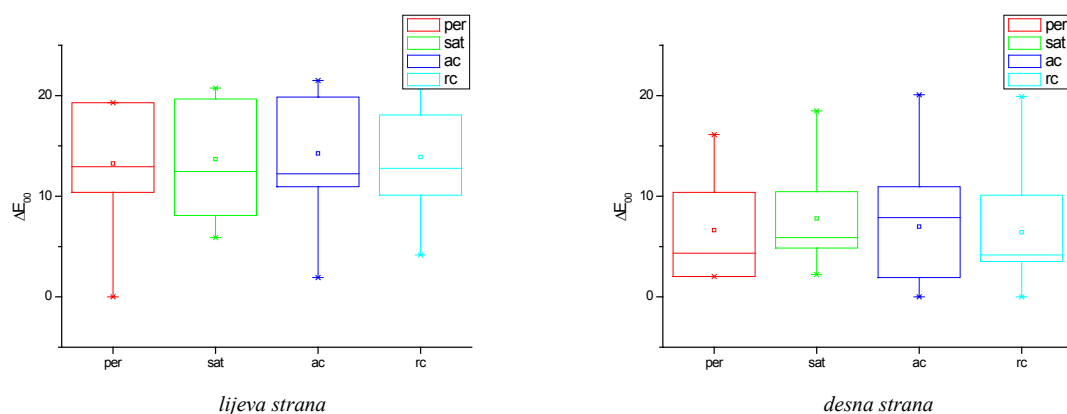 per
sat
ac
rc
20
10
0
ΔE00
per sat ac rc
lijeva strana
per
sat
ac
rc
20
10
0
ΔE00
per sat ac rc
desna strana